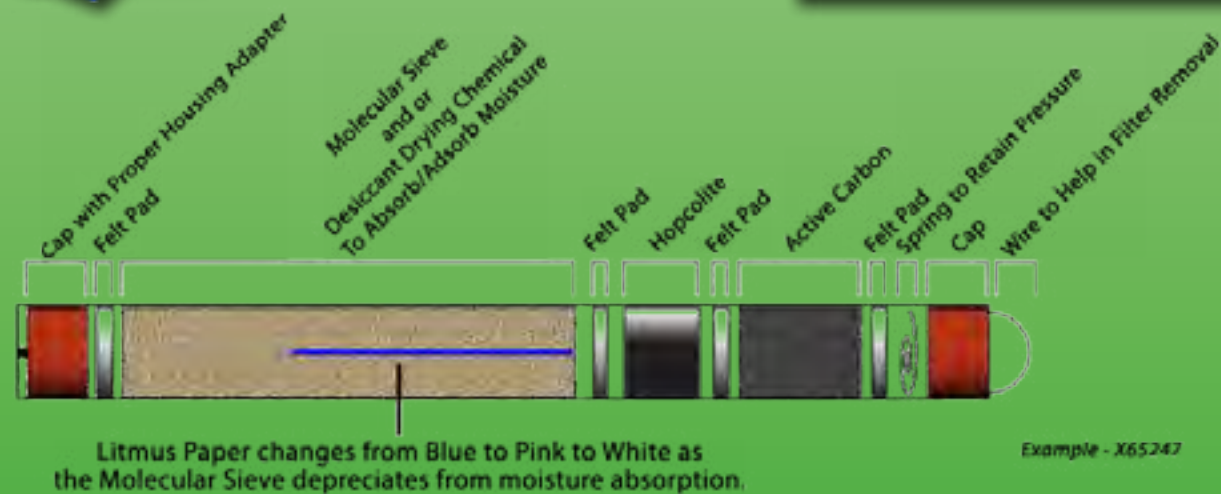 Cap with Proper Housing Adapter
Felt Pad
Molecular Sieve
and or
Desiccant Drying Chemical
To Absorb/Adsorb Moisture
Felt Pad
Hopcolite
Felt Pad
Active Carbon
Felt Pad
Spring to Retain Pressure
Cap
Wire to Help in Filter Removal
Litmus Paper changes from Blue to Pink to White as
the Molecular Sieve depreciates from moisture absorption.
Example - X65247